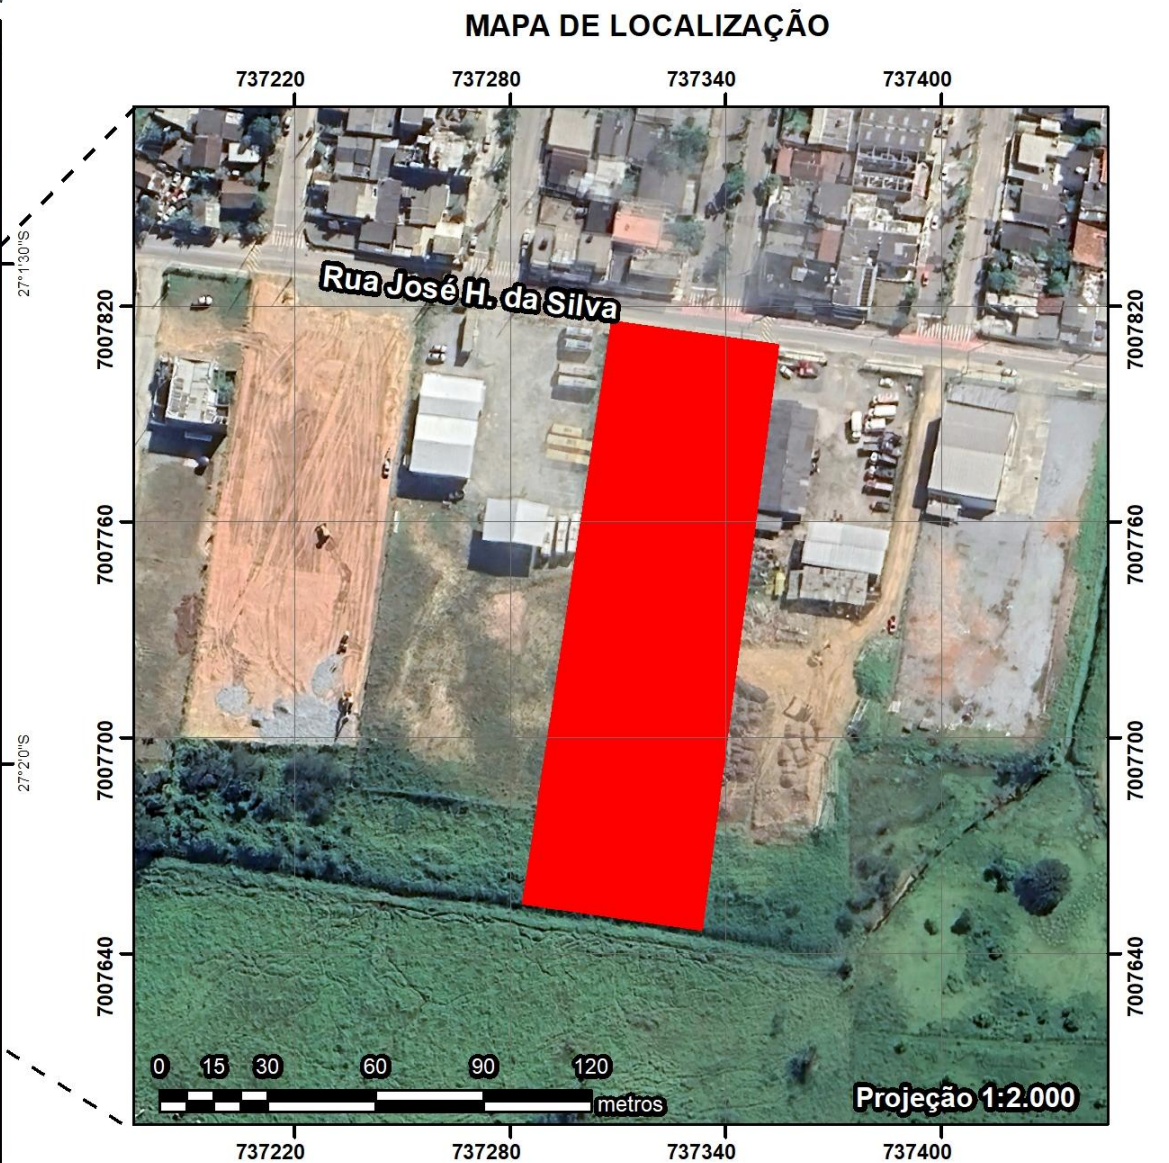 MAPA DE LOCALIZAÇÃO
737220 737280 737340 737400
27°1'30"S
Rua José H. da Silva
7007820 7007820
7007760 7007760
7007700 7007700
27°2'0"S
7007640 7007640
0 15 30 60 90 120
metros
Projeção 1:2.000
737220 737280 737340 737400